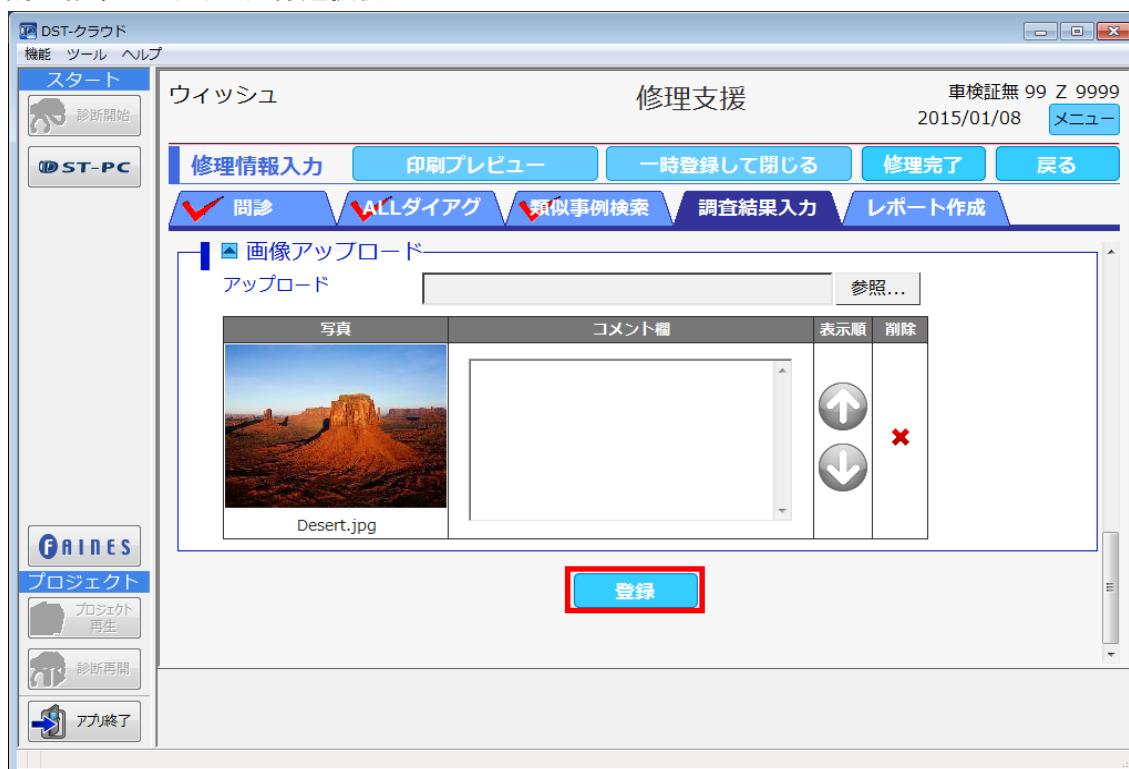 DST-クラウド
機能 ツール ヘルプ
スタート
診断開始
DST-PC
FAINES
プロジェクト
プロジェクト
再生
診断再開
アプリ終了
ウィッシュ
修理支援
車検証無 99 Z 9999
2015/01/08 メニュー
修理情報入力 印刷プレビュー 一時登録して閉じる 修理完了 戻る
問診 ALLダイアグ 類似事例検索 調査結果入力 レポート作成
画像アップロード
アップロード 参照...
写真 コメント欄 表示順 削除
Desert.jpg
登録